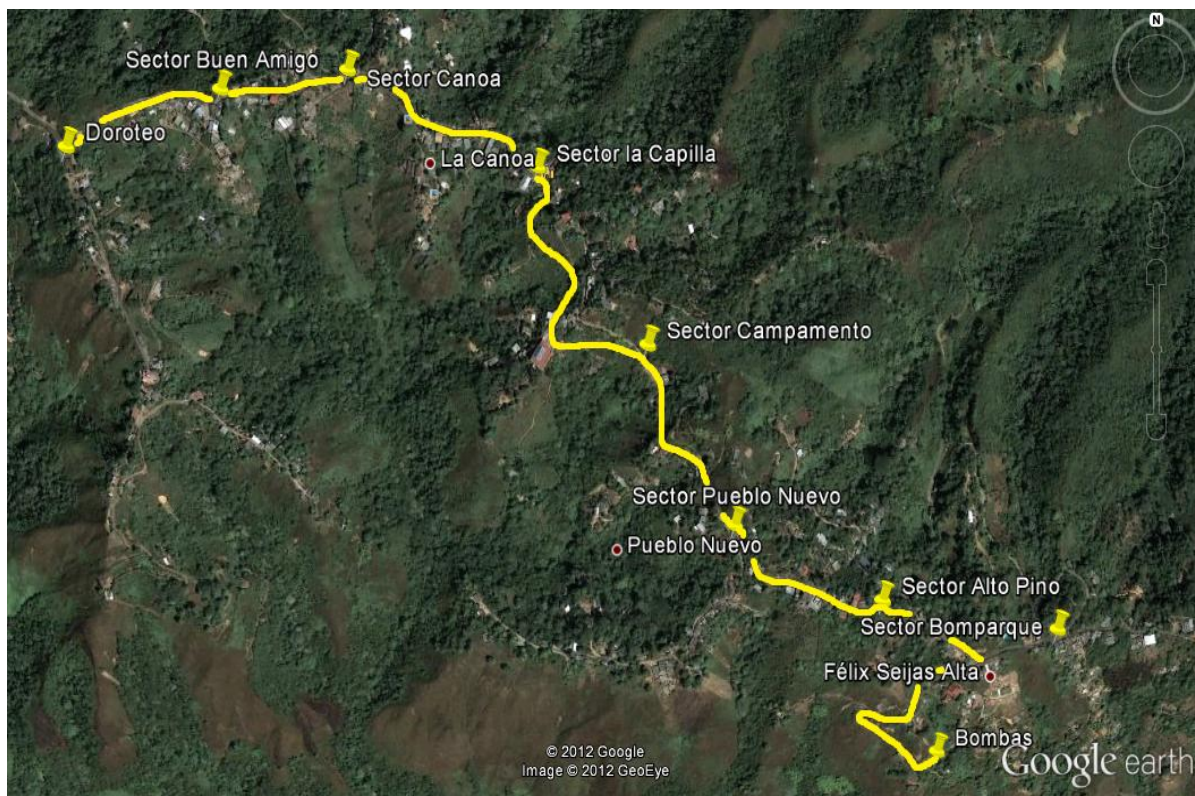 N
Sector Buen Amigo
Sector Canoa
Doroteo
La Canoa
Sector la Capilla
Sector Campamento
Sector Pueblo Nuevo
Pueblo Nuevo
Sector Alto Pino
Sector Bomparque
Félix Seijas Alta
Bombas
© 2012 Google
Image © 2012 GeoEye
Google earth